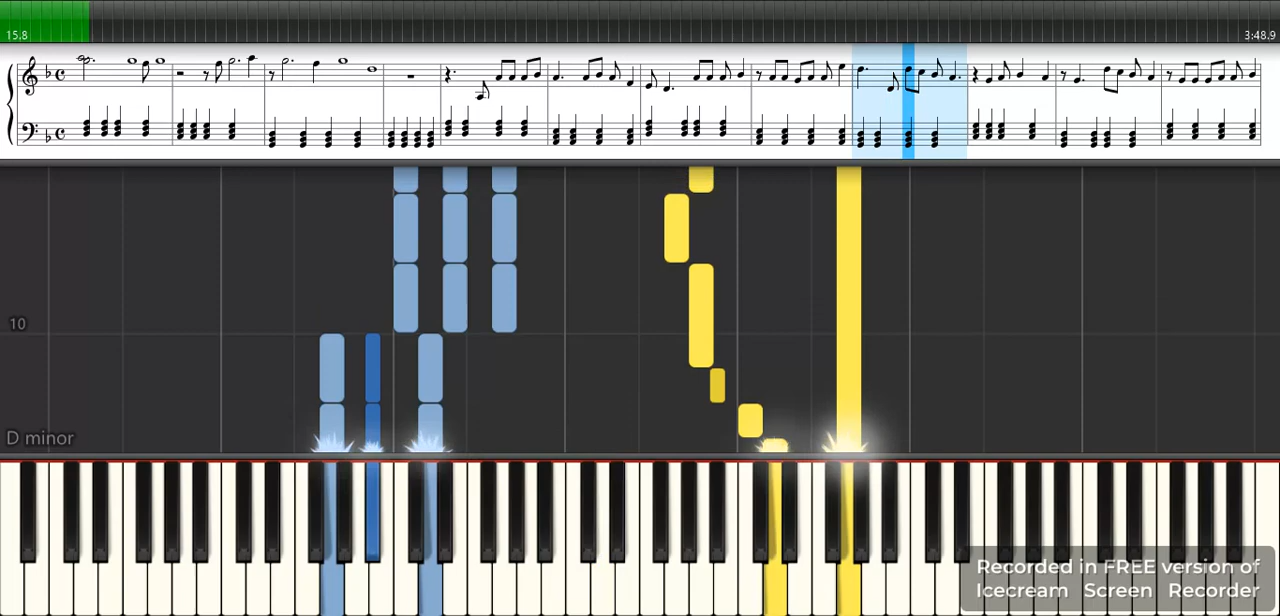 15,8
3:48,9
10
D minor
Recorded in FREE version of
Icecream Screen Recorder